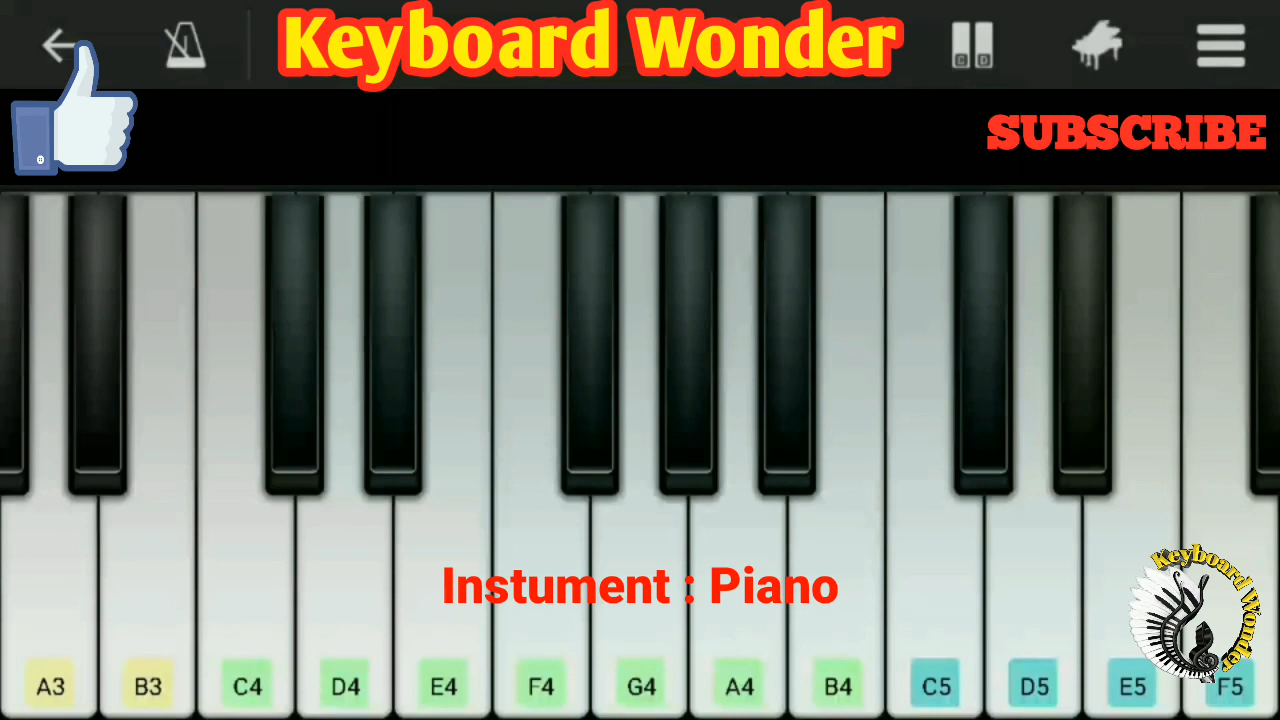 Keyboard Wonder
C D
SUBSCRIBE
Instument : Piano
Keyboard Wonder
A3 B3 C4 D4 E4 F4 G4 A4 B4 C5 D5 E5 F5